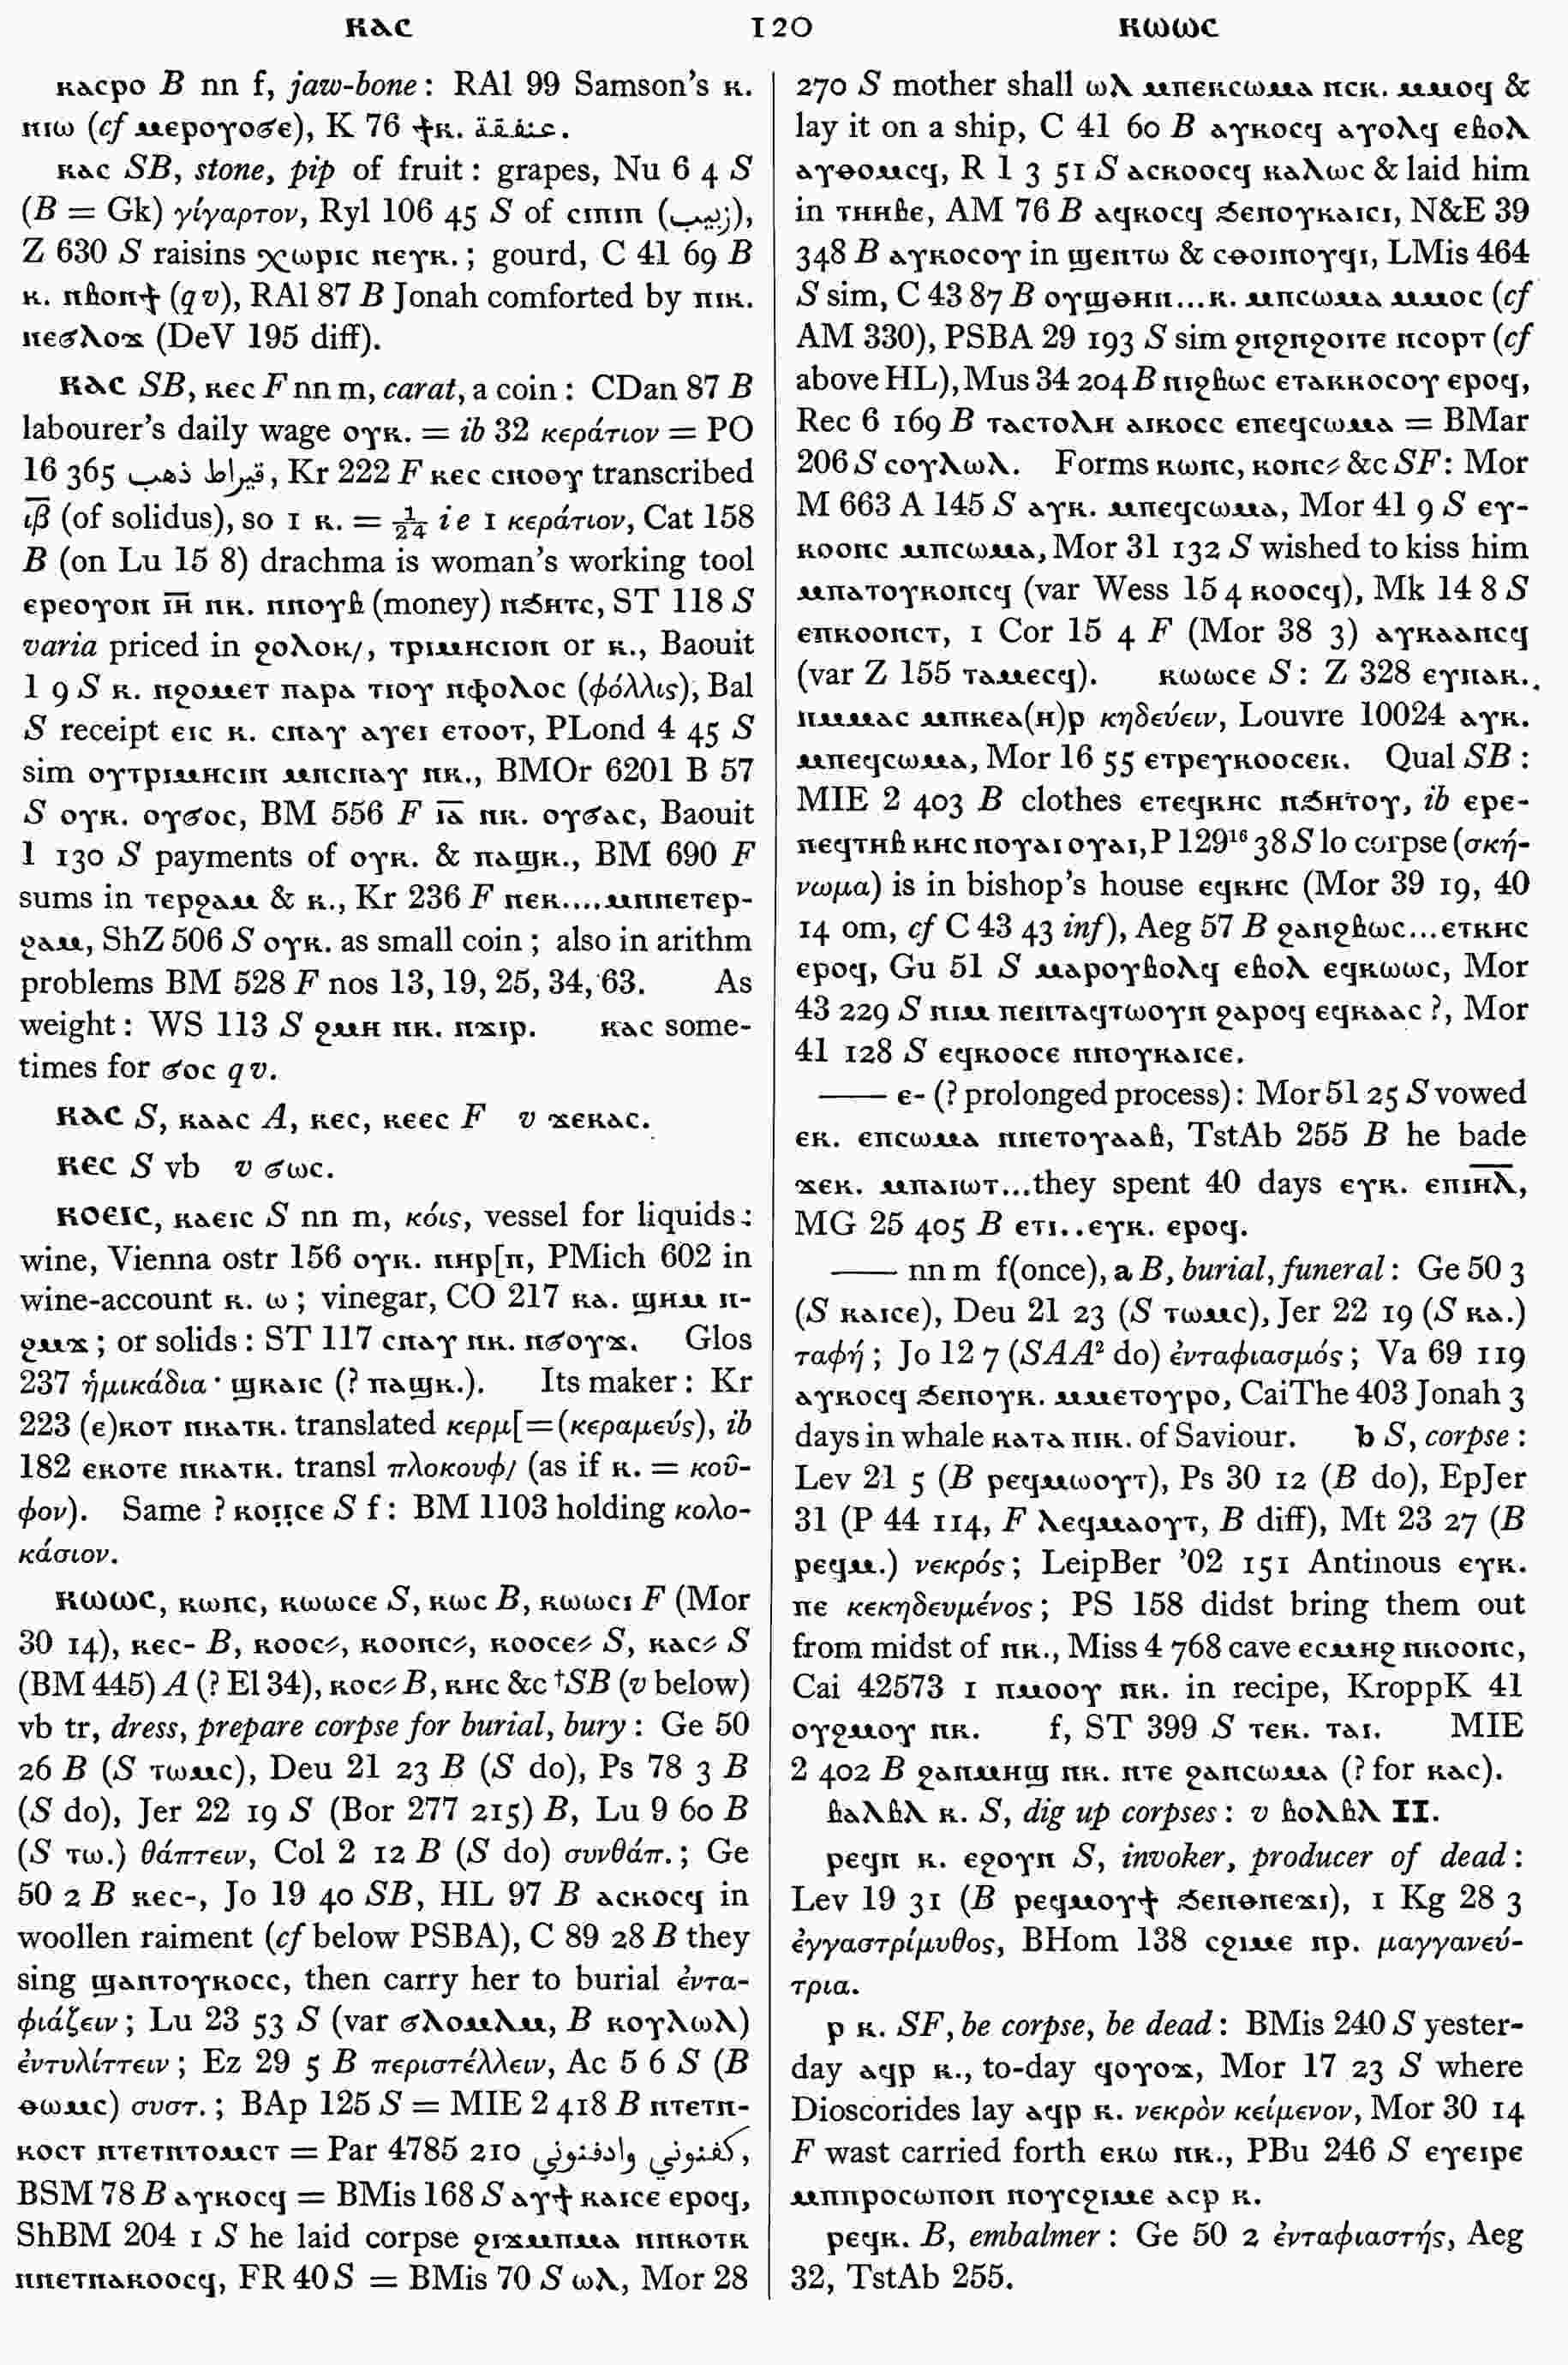 ⲕⲁⲥ 120 ⲕⲱⲱⲥ
ⲕⲁⲥⲣⲟ B nn f, jaw-bone: RAl 99 Samson's ⲕ.
ⲛⲓⲱ (cf ⲙⲉⲣⲟⲩⲟϭⲉ), K 76 ϯⲕ. عنفقة.
ⲕⲁⲥ SB, stone, pip of fruit: grapes, Nu 6 4 S
(B = Gk) γίγαρτον, Ryl 106 45 S of ⲥⲓⲡⲓⲡ (زبيب),
Z 630 S raisins ⲭⲱⲣⲓⲥ ⲡⲉⲩⲕ.; gourd, C 41 69 B
ⲕ. ⲛⲃⲟⲛϯ (q v), RAl 87 B Jonah comforted by ⲡⲓⲕ.
ⲛⲉϭⲗⲟϫ (DeV 195 diff).
ⲕⲁⲥ SB, ⲕⲉⲥ F nn m, carat, a coin: CDan 87 B
labourer's daily wage ⲟⲩⲕ. = ib 32 κεράτιον = PO
16 365 قيراط ذهب, Kr 222 F ⲕⲉⲥ ⲥⲛⲟⲟⲩ transcribed
ιβ̅ (of solidus), so 1 ⲕ. = 1/24 i e 1 κεράτιον, Cat 158
B (on Lu 15 8) drachma is woman's working tool
ⲉⲣⲉⲟⲩⲟⲛ ⲓ̅ⲏ̅ ⲛⲕ. ⲛⲛⲟⲩⲃ (money) ⲛϧⲏⲧⲥ, ST 118 S
varia priced in ϩⲟⲗⲟⲕ/, ⲧⲣⲓⲙⲏⲥⲓⲟⲛ or ⲕ., Baouit
l 9 S ⲕ. ⲛϩⲟⲙⲉⲧ ⲡⲁⲣⲁ ⲧⲓⲟⲩ ⲛⲫⲟⲗⲟⲥ (φόλλις), Bal
S receipt ⲉⲓⲥ ⲕ. ⲥⲛⲁⲩ ⲁⲩⲉⲓ ⲉⲧⲟⲟⲧ, PLond 4 45 S
sim ⲟⲩⲧⲣⲓⲙⲏⲥⲓⲛ ⲙⲛⲥⲛⲁⲩ ⲛⲕ., BMOr 6201 B 57
S ⲟⲩⲕ. ⲟⲩϭⲟⲥ, BM 556 F ⲓ̅ⲁ̅ ⲛⲕ. ⲟⲩϭⲁⲥ, Baouit
l 130 S payments of ⲟⲩⲕ. & ⲡⲁϣⲕ., BM 690 F
sums in ⲧⲉⲣϩⲁⲙ & ⲕ., Kr 236 F ⲡⲉⲕ....ⲙⲡⲡⲉⲧⲉⲣ-
ϩⲁⲙ, ShZ 506 S ⲟⲩⲕ. as small coin; also in arithm
problems BM 528 F nos 13, 19, 25, 34, 63. As
weight: WS 113 S ϩⲙⲏ ⲛⲕ. ⲛϫⲓⲣ. ⲕⲁⲥ some-
times for ϭⲟⲥ q v.
ⲕⲁⲥ S, ⲕⲁⲁⲥ A, ⲕⲉⲥ, ⲕⲉⲉⲥ F v ϫⲉⲕⲁⲥ.
ⲕⲉⲥ S vb v ϭⲱⲥ.
ⲕⲟⲉⲓⲥ, ⲕⲁⲉⲓⲥ S nn m, κόις, vessel for liquids:
wine, Vienna ostr 156 ⲟⲩⲕ. ⲛⲏⲣ[ⲡ, PMich 602 in
wine-account ⲕ. ⲱ; vinegar, CO 217 ⲕⲁ. ϣⲏⲙ ⲛ-
ϩⲙϫ; or solids: ST 117 ⲥⲛⲁⲩ ⲛⲕ. ⲛϭⲟⲩϫ. Glos
237 ἡμικάδια· ϣⲕⲁⲓⲥ (? ⲡⲁϣⲕ.). Its maker: Kr
223 (ⲉ)ⲕⲟⲧ ⲛⲕⲁⲧⲕ. translated κερμ[=(κεραμεύς), ib
182 ⲉⲕⲟⲧⲉ ⲛⲕⲁⲧⲕ. transl πλοκουφ/ (as if ⲕ. = κοῦ-
φον). Same ? ⲕⲟⲓ̣ⲥⲉ S f: BM 1103 holding κολο-
κάσιον.
ⲕⲱⲱⲥ, ⲕⲱⲛⲥ, ⲕⲱⲱⲥⲉ S, ⲕⲱⲥ B, ⲕⲱⲱⲥⲓ F (Mor
30 14), ⲕⲉⲥ- B, ⲕⲟⲟⲥ⸗, ⲕⲟⲟⲛⲥ⸗, ⲕⲟⲟⲥⲉ⸗ S, ⲕⲁⲥ⸗ S
(BM 445) A (? El 34), ⲕⲟⲥ⸗ B, ⲕⲏⲥ &c †SB (v below)
vb tr, dress, prepare corpse for burial, bury: Ge 50
26 B (S ⲧⲱⲙⲥ), Deu 21 23 B (S do), Ps 78 3 B
(S do), Jer 22 19 S (Bor 277 215) B, Lu 9 60 B
(S ⲧⲱ.) θάπτειν, Col 2 12 B (S do) συνθάπ.; Ge
50 2 B ⲕⲉⲥ-, Jo 19 40 SB, HL 97 B ⲁⲥⲕⲟⲥϥ in
woollen raiment (cf below PSBA), C 89 28 B they
sing ϣⲁⲛⲧⲟⲩⲕⲟⲥⲥ, then carry her to burial ἐντα-
φιάζειν; Lu 23 53 S (var ϭⲗⲟⲙⲗⲙ, B ⲕⲟⲩⲗⲱⲗ)
ἐντυλίττειν; Ez 29 5 B περιστέλλειν, Ac 5 6 S (B
ⲑⲱⲙⲥ) συστ.; BAp 125 S = MIE 2 418 B ⲛⲧⲉⲧⲛ-
ⲕⲟⲥⲧ ⲛⲧⲉⲧⲛⲧⲟⲙⲥⲧ = Par 4785 210 كفنوني وادفنوني,
BSM 78 B ⲁⲩⲕⲟⲥϥ = BMis 168 S ⲁⲩϯ ⲕⲁⲓⲥⲉ ⲉⲣⲟϥ,
ShBM 204 1 S he laid corpse ϩⲓϫⲙⲡⲙⲁ ⲛⲛⲕⲟⲧⲕ
ⲛⲛⲉⲧⲛⲁⲕⲟⲟⲥϥ, FR 40 S = BMis 70 S ⲱⲗ, Mor 28
270 S mother shall ⲱⲗ ⲙⲡⲉⲕⲥⲱⲙⲁ ⲛⲥⲕ. ⲙⲙⲟϥ &
lay it on a ship, C 41 60 B ⲁⲩⲕⲟⲥϥ ⲁⲩⲟⲗϥ ⲉⲃⲟⲗ
ⲁⲩⲑⲟⲙⲥϥ, R 1 3 51 S ⲁⲥⲕⲟⲟⲥϥ ⲕⲁⲗⲱⲥ & laid him
in ⲧⲏⲏⲃⲉ, AM 76 B ⲁϥⲕⲟⲥϥ ϧⲉⲛⲟⲩⲕⲁⲓⲥⲓ, N&E 39
348 B ⲁⲩⲕⲟⲥⲟⲩ in ϣⲉⲛⲧⲱ & ⲥⲑⲟⲓⲛⲟⲩϥⲓ, LMis 464
S sim, C 43 87 B ⲟⲩϣⲑⲏⲛ...ⲕ. ⲙⲡⲥⲱⲙⲁ ⲙⲙⲟⲥ (cf
AM 330), PSBA 29 193 S sim ϩⲛϩⲛϩⲟⲓⲧⲉ ⲛⲥⲟⲣⲧ (cf
above HL), Mus 34 204 B ⲡⲓϩⲃⲱⲥ ⲉⲧⲁⲕⲕⲟⲥⲟⲩ ⲉⲣⲟϥ,
Rec 6 169 B ⲧⲁⲥⲧⲟⲗⲏ ⲁⲓⲕⲟⲥⲥ ⲉⲡⲉϥⲥⲱⲙⲁ = BMar
206 S ⲥⲟⲩⲗⲱⲗ. Forms ⲕⲱⲛⲥ, ⲕⲟⲛⲥ⸗ &c SF: Mor
M 663 A 145 S ⲁⲩⲕ. ⲙⲡⲉϥⲥⲱⲙⲁ, Mor 41 9 S ⲉⲩ-
ⲕⲟⲟⲛⲥ ⲙⲡⲥⲱⲙⲁ, Mor 31 132 S wished to kiss him
ⲙⲡⲁⲧⲟⲩⲕⲟⲛⲥϥ (var Wess 15 4 ⲕⲟⲟⲥϥ), Mk 14 8 S
ⲉⲡⲕⲟⲟⲛⲥⲧ, 1 Cor 15 4 F (Mor 38 3) ⲁⲩⲕⲁⲁⲛⲥϥ
(var Z 155 ⲧⲁⲙⲉⲥϥ). ⲕⲱⲱⲥⲉ S: Z 328 ⲉⲩⲛⲁⲕ.
ⲛⲙⲙⲁⲥ ⲙⲡⲕⲉⲁ(ⲏ)ⲣ κηδεύειν, Louvre 10024 ⲁⲩⲕ.
ⲙⲡⲉϥⲥⲱⲙⲁ, Mor 16 55 ⲉⲧⲣⲉⲩⲕⲟⲟⲥⲉⲕ. Qual SB:
MIE 2 403 B clothes ⲉⲧⲉϥⲕⲏⲥ ⲛϧⲏⲧⲟⲩ, ib ⲉⲣⲉ-
ⲡⲉϥⲧⲏⲃ ⲕⲏⲥ ⲡⲟⲩⲁⲓ ⲟⲩⲁⲓ, P 129¹⁶ 38 S lo corpse (σκή-
νωμα) is in bishop's house ⲉϥⲕⲏⲥ (Mor 39 19, 40
14 om, cf C 43 43 inf), Aeg 57 B ϩⲁⲛϩⲃⲱⲥ...ⲉⲧⲕⲏⲥ
ⲉⲣⲟϥ, Gu 51 S ⲙⲁⲣⲟⲩⲃⲟⲗϥ ⲉⲃⲟⲗ ⲉϥⲕⲱⲱⲥ, Mor
43 229 S ⲛⲓⲙ ⲡⲉⲛⲧⲁϥⲧⲱⲟⲩⲛ ϩⲁⲣⲟϥ ⲉϥⲕⲁⲁⲥ ?, Mor
41 128 S ⲉϥⲕⲟⲟⲥⲉ ⲛⲛⲟⲩⲕⲁⲓⲥⲉ.
—— ⲉ- (? prolonged process): Mor 51 25 S vowed
ⲉⲕ. ⲉⲡⲥⲱⲙⲁ ⲛⲛⲉⲧⲟⲩⲁⲁⲃ, TstAb 255 B he bade
ϫⲉⲕ. ⲙⲡⲁⲓⲱⲧ...they spent 40 days ⲉⲩⲕ. ⲉⲡⲓⲏ̅ⲗ̅,
MG 25 405 B ⲉⲧⲓ..ⲉⲩⲕ. ⲉⲣⲟϥ.
—— nn m f(once), a B, burial, funeral: Ge 50 3
(S ⲕⲁⲓⲥⲉ), Deu 21 23 (S ⲧⲱⲙⲥ), Jer 22 19 (S ⲕⲁ.)
ταφή; Jo 12 7 (SAA² do) ἐνταφιασμός; Va 69 119
ⲁⲩⲕⲟⲥϥ ϧⲉⲛⲟⲩⲕ. ⲙⲙⲉⲧⲟⲩⲣⲟ, CaiThe 403 Jonah 3
days in whale ⲕⲁⲧⲁ ⲡⲓⲕ. of Saviour. b S, corpse:
Lev 21 5 (B ⲣⲉϥⲙⲱⲟⲩⲧ), Ps 30 12 (B do), EpJer
31 (P 44 114, F ⲗⲉϥⲙⲁⲟⲩⲧ, B diff), Mt 23 27 (B
ⲣⲉϥⲙ.) νεκρός; LeipBer '02 151 Antinous ⲉⲩⲕ.
ⲡⲉ κεκηδευμένος; PS 158 didst bring them out
from midst of ⲛⲕ., Miss 4 768 cave ⲉⲥⲙⲏϩ ⲛⲕⲟⲟⲛⲥ,
Cai 42573 1 ⲛⲙⲟⲟⲩ ⲛⲕ. in recipe, KroppK 41
ⲟⲩϩⲙⲟⲩ ⲛⲕ. f, ST 399 S ⲧⲉⲕ. ⲧⲁⲓ. MIE
2 402 B ϩⲁⲛⲙⲏϣ ⲛⲕ. ⲛⲧⲉ ϩⲁⲛⲥⲱⲙⲁ (? for ⲕⲁⲥ).
ⲃⲁⲗⲃⲗ ⲕ. S, dig up corpses: v ⲃⲟⲗⲃⲗ II.
ⲣⲉϥⲛ ⲕ. ⲉϩⲟⲩⲛ S, invoker, producer of dead:
Lev 19 31 (B ⲣⲉϥⲙⲟⲩϯ ϧⲉⲛⲑⲛⲉϫⲓ), 1 Kg 28 3
ἐγγαστρίμυθος, BHom 138 ⲥϩⲓⲙⲉ ⲛⲣ. μαγγανεύ-
τρια.
ⲣ ⲕ. SF, be corpse, be dead: BMis 240 S yester-
day ⲁϥⲣ ⲕ., to-day ϥⲟⲩⲟϫ, Mor 17 23 S where
Dioscorides lay ⲁϥⲣ ⲕ. νεκρὸν κείμενον, Mor 30 14
F wast carried forth ⲉⲕⲱ ⲛⲕ., PBu 246 S ⲉⲩⲉⲓⲣⲉ
ⲙⲡⲡⲣⲟⲥⲱⲡⲟⲛ ⲛⲟⲩⲥϩⲓⲙⲉ ⲁⲥⲣ ⲕ.
ⲣⲉϥⲕ. B, embalmer: Ge 50 2 ἐνταφιαστής, Aeg
32, TstAb 255.